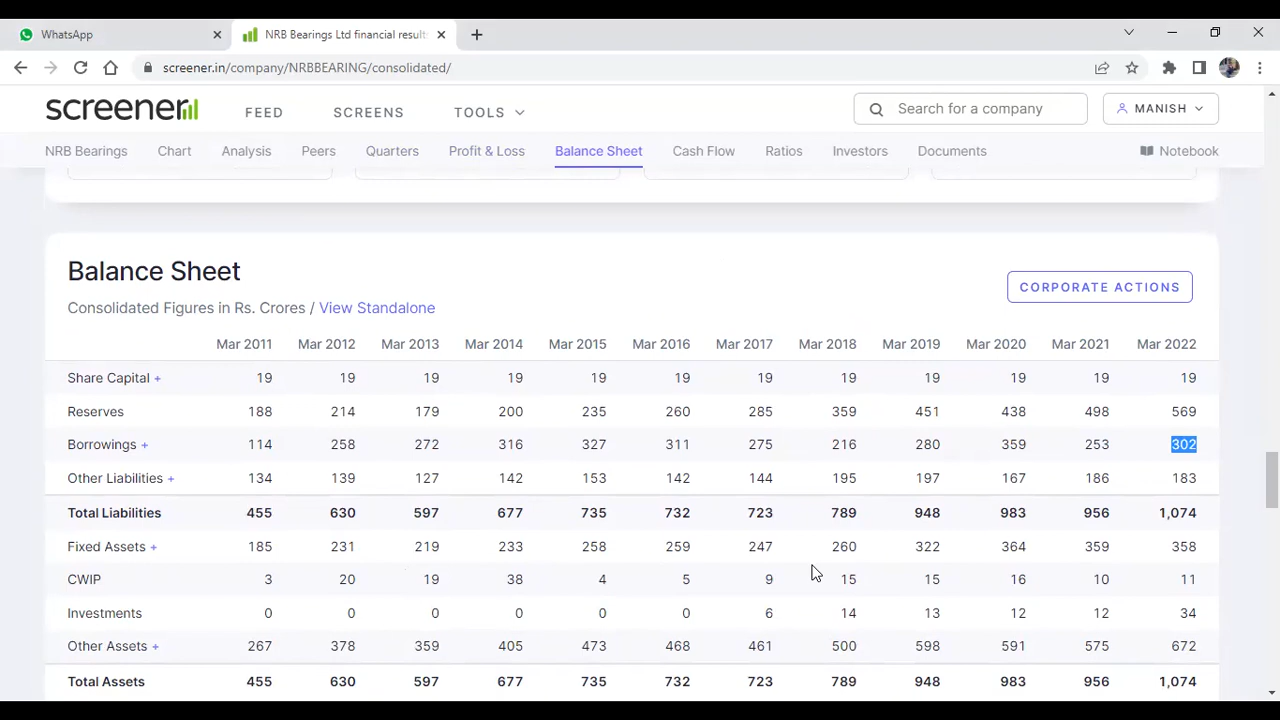 WhatsApp
NRB Bearings Ltd financial result
screener.in/company/NRBBEARING/consolidated/
screener FEED SCREENS TOOLS Search for a company MANISH
NRB Bearings Chart Analysis Peers Quarters Profit & Loss Balance Sheet Cash Flow Ratios Investors Documents Notebook
Balance Sheet
CORPORATE ACTIONS
Consolidated Figures in Rs. Crores / View Standalone
Mar 2011 Mar 2012 Mar 2013 Mar 2014 Mar 2015 Mar 2016 Mar 2017 Mar 2018 Mar 2019 Mar 2020 Mar 2021 Mar 2022
Share Capital + 19 19 19 19 19 19 19 19 19 19 19 19
Reserves 188 214 179 200 235 260 285 359 451 438 498 569
Borrowings + 114 258 272 316 327 311 275 216 280 359 253 302
Other Liabilities + 134 139 127 142 153 142 144 195 197 167 186 183
Total Liabilities 455 630 597 677 735 732 723 789 948 983 956 1,074
Fixed Assets + 185 231 219 233 258 259 247 260 322 364 359 358
CWIP 3 20 19 38 4 5 9 15 15 16 10 11
Investments 0 0 0 0 0 0 6 14 13 12 12 34
Other Assets + 267 378 359 405 473 468 461 500 598 591 575 672
Total Assets 455 630 597 677 735 732 723 789 948 983 956 1,074